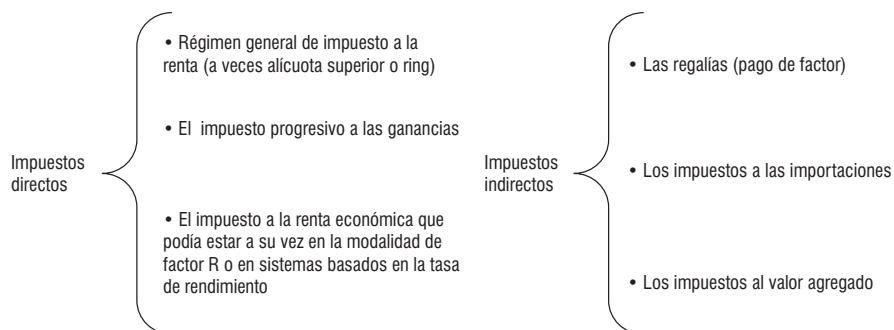 Impuestos
directos
• Régimen general de impuesto a la
renta (a veces alícuota superior o ring)
• El impuesto progresivo a las ganancias
• El impuesto a la renta económica que
podía estar a su vez en la modalidad de
factor R o en sistemas basados en la tasa
de rendimiento
Impuestos
indirectos
• Las regalías (pago de factor)
• Los impuestos a las importaciones
• Los impuestos al valor agregado